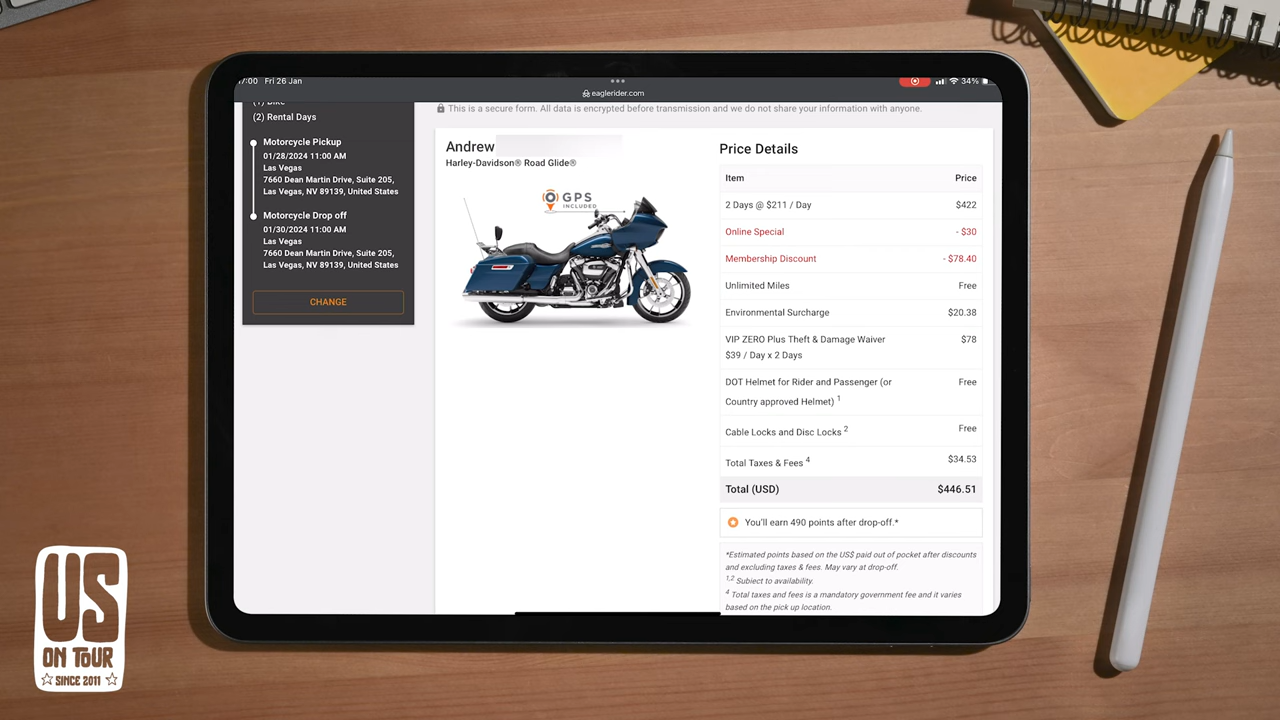 17:00 Fri 26 Jan
34%
eaglerider.com
(1) Bike
(2) Rental Days
Motorcycle Pickup
01/28/2024 11:00 AM
Las Vegas
7660 Dean Martin Drive, Suite 205,
Las Vegas, NV 89139, United States
Motorcycle Drop off
01/30/2024 11:00 AM
Las Vegas
7660 Dean Martin Drive, Suite 205,
Las Vegas, NV 89139, United States
CHANGE
This is a secure form. All data is encrypted before transmission and we do not share your information with anyone.
Andrew
Harley-Davidson® Road Glide®
GPS
INCLUDED
Price Details
Item Price
2 Days @ $211 / Day $422
Online Special - $30
Membership Discount - $78.40
Unlimited Miles Free
Environmental Surcharge $20.38
VIP ZERO Plus Theft & Damage Waiver $78
$39 / Day x 2 Days
DOT Helmet for Rider and Passenger (or Free
Country approved Helmet) 1
Cable Locks and Disc Locks 2 Free
Total Taxes & Fees 4 $34.53
Total (USD) $446.51
You'll earn 490 points after drop-off.*
*Estimated points based on the US$ paid out of pocket after discounts
and excluding taxes & fees. May vary at drop-off.
1,2 Subject to availability.
4 Total taxes and fees is a mandatory government fee and it varies
based on the pick up location.
US
ON TOUR
SINCE 2011